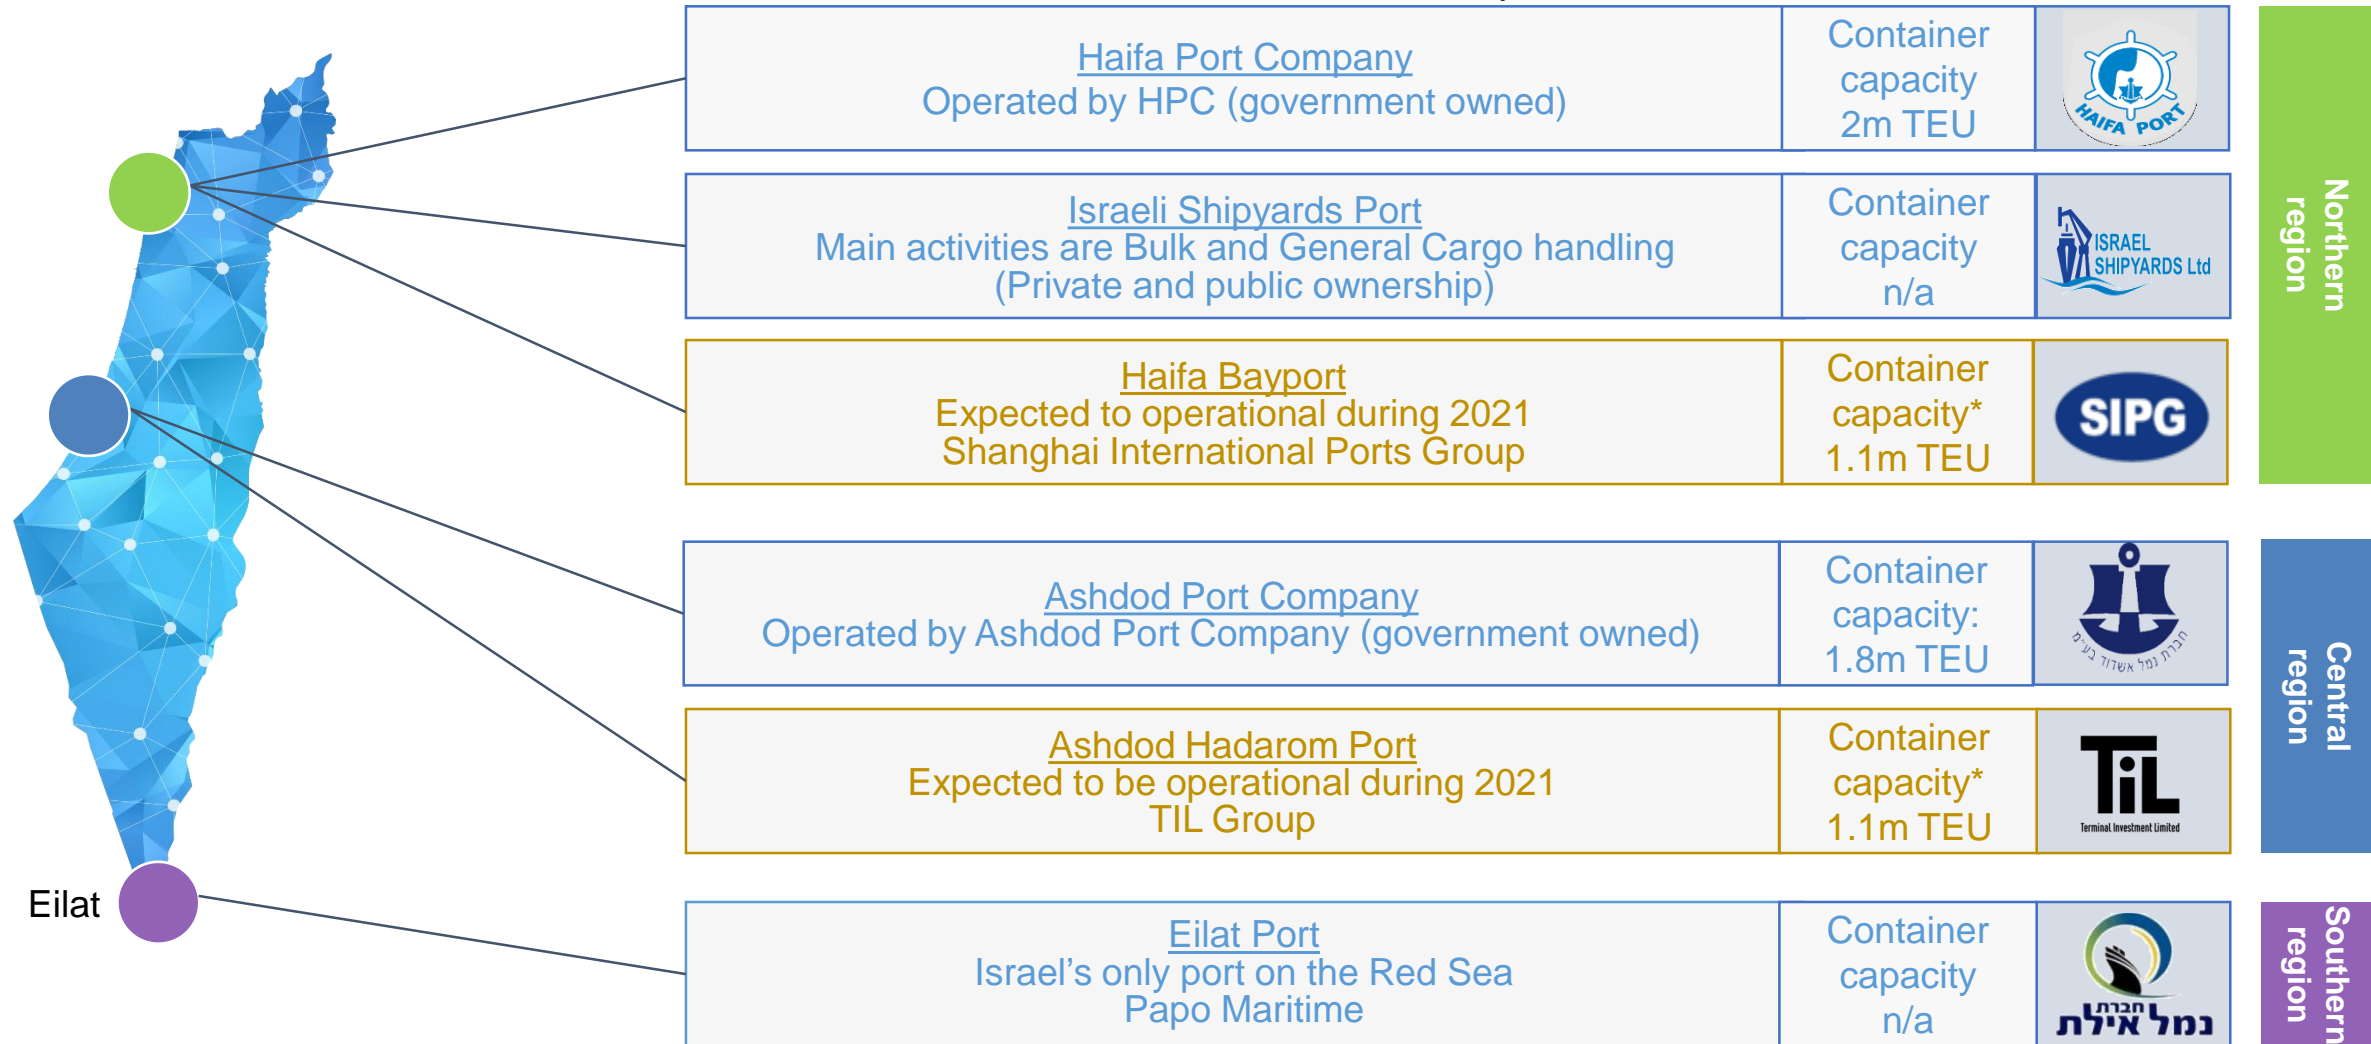 Haifa Port Company
Operated by HPC (government owned)
Container
capacity
2m TEU
HAIFA PORT
Israeli Shipyards Port
Main activities are Bulk and General Cargo handling
(Private and public ownership)
Container
capacity
n/a
ISRAEL
SHIPYARDS Ltd
Haifa Bayport
Expected to operational during 2021
Shanghai International Ports Group
Container
capacity*
1.1m TEU
SIPG
Northern
region
Ashdod Port Company
Operated by Ashdod Port Company (government owned)
Container
capacity:
1.8m TEU
חברת נמל אשדוד בע״מ
Ashdod Hadarom Port
Expected to be operational during 2021
TIL Group
Container
capacity*
1.1m TEU
TiL
Terminal Investment Limited
Central
region
Eilat
Eilat Port
Israel’s only port on the Red Sea
Papo Maritime
Container
capacity
n/a
חברת
נמל אילת
Southern
region